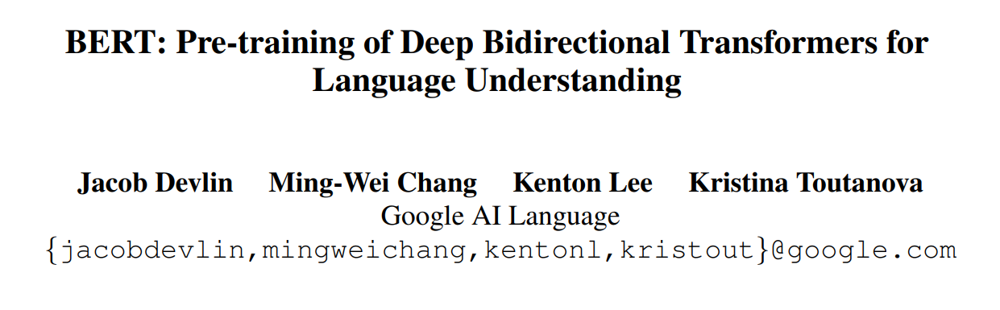 BERT: Pre-training of Deep Bidirectional Transformers for
Language Understanding
Jacob Devlin Ming-Wei Chang Kenton Lee Kristina Toutanova
Google AI Language
{jacobdevlin,mingweichang,kentonl,kristout}@google.com